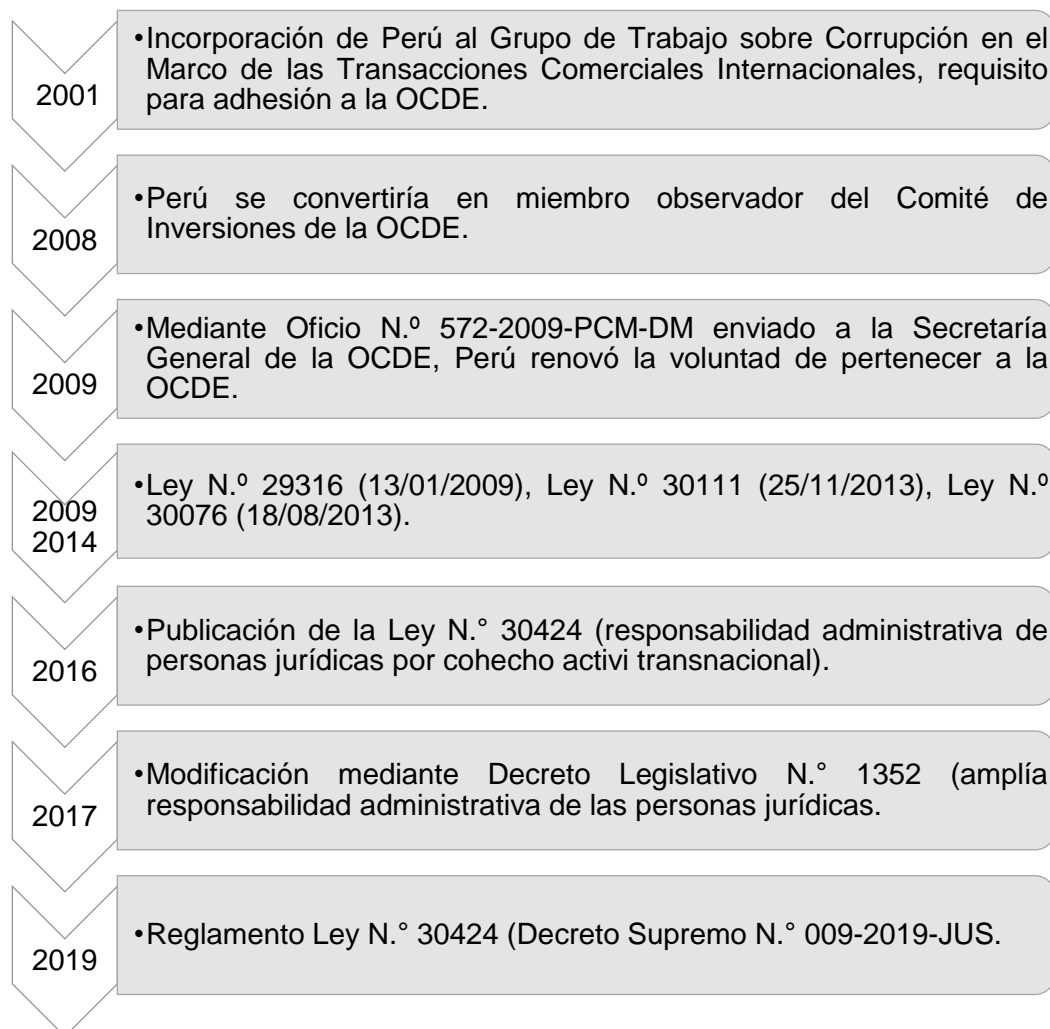 2001
•Incorporación de Perú al Grupo de Trabajo sobre Corrupción en el
Marco de las Transacciones Comerciales Internacionales, requisito
para adhesión a la OCDE.
2008
•Perú se convertiría en miembro observador del Comité de
Inversiones de la OCDE.
2009
•Mediante Oficio N.º 572-2009-PCM-DM enviado a la Secretaría
General de la OCDE, Perú renovó la voluntad de pertenecer a la
OCDE.
2009
2014
•Ley N.º 29316 (13/01/2009), Ley N.º 30111 (25/11/2013), Ley N.º
30076 (18/08/2013).
2016
•Publicación de la Ley N.° 30424 (responsabilidad administrativa de
personas jurídicas por cohecho activi transnacional).
2017
•Modificación mediante Decreto Legislativo N.° 1352 (amplía
responsabilidad administrativa de las personas jurídicas.
2019
•Reglamento Ley N.° 30424 (Decreto Supremo N.° 009-2019-JUS.